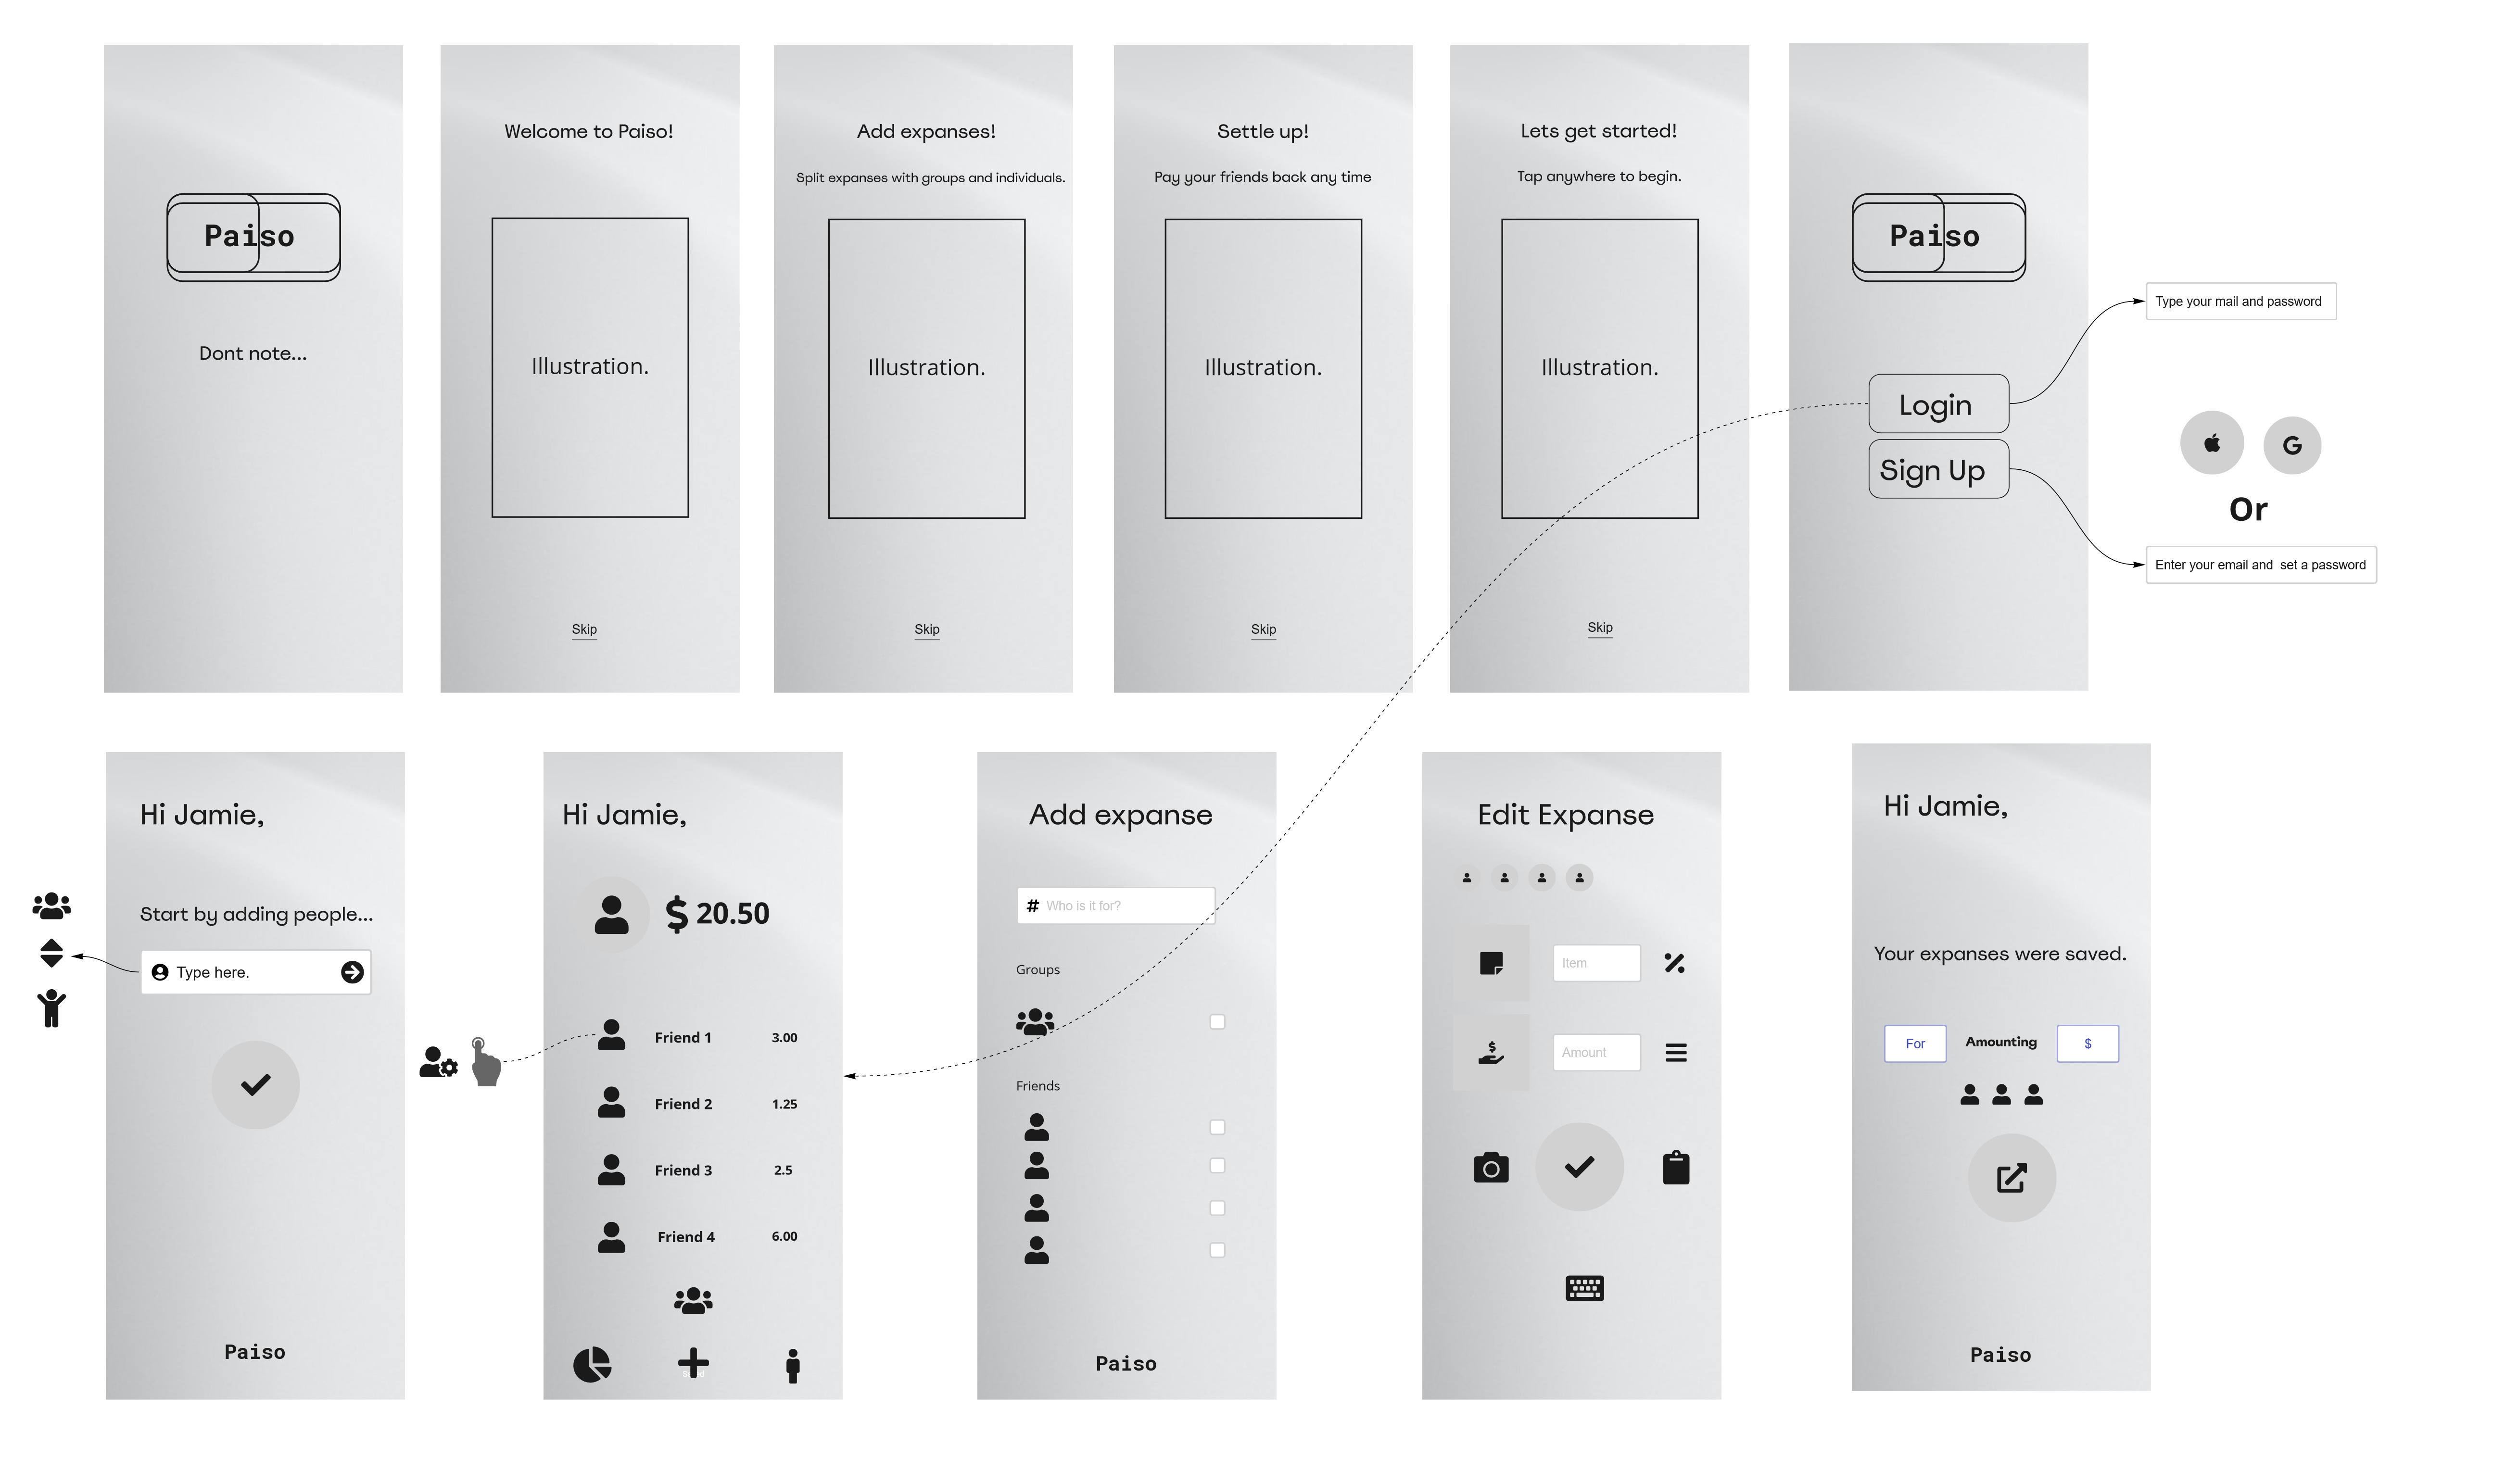 Paiso
Dont note...
Welcome to Paiso!
Illustration.
Skip
Add expanses!
Split expanses with groups and individuals.
Illustration.
Skip
Settle up!
Pay your friends back any time
Illustration.
Skip
Lets get started!
Tap anywhere to begin.
Illustration.
Skip
Paiso
Login
Sign Up
Type your mail and password
Or
Enter your email and  set a password
Hi Jamie,
Start by adding people...
Type here.
Paiso
Hi Jamie,
$ 20.50
Friend 1 3.00
Friend 2 1.25
Friend 3 2.5
Friend 4 6.00
Add expanse
# Who is it for?
Groups
Friends
Paiso
Edit Expanse
Item %
Amount
Hi Jamie,
Your expanses were saved.
For Amounting $
Paiso